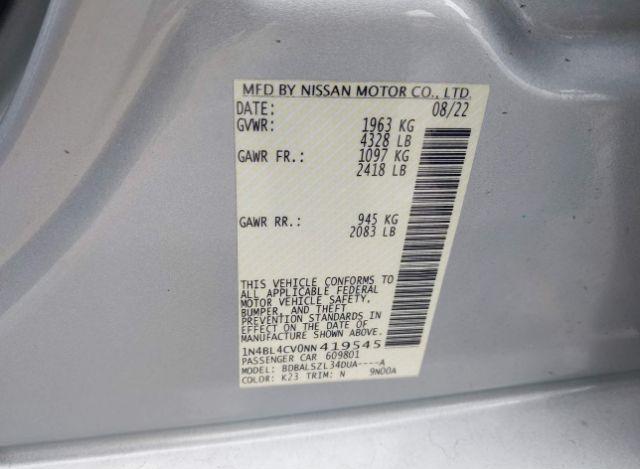 MFD BY NISSAN MOTOR CO., LTD.
DATE: 08/22
GVWR: 1963 KG
4328 LB
GAWR FR.: 1097 KG
2418 LB
GAWR RR.: 945 KG
2083 LB
THIS VEHICLE CONFORMS TO
ALL APPLICABLE FEDERAL
MOTOR VEHICLE SAFETY,
BUMPER, AND THEFT
PREVENTION STANDARDS IN
EFFECT ON THE DATE OF
MANUFACTURE SHOWN ABOVE.
1N4BL4CV0NN419545
PASSENGER CAR 609801
MODEL: BDBALSZL34DUA----A
COLOR: K23 TRIM: N 9N00A